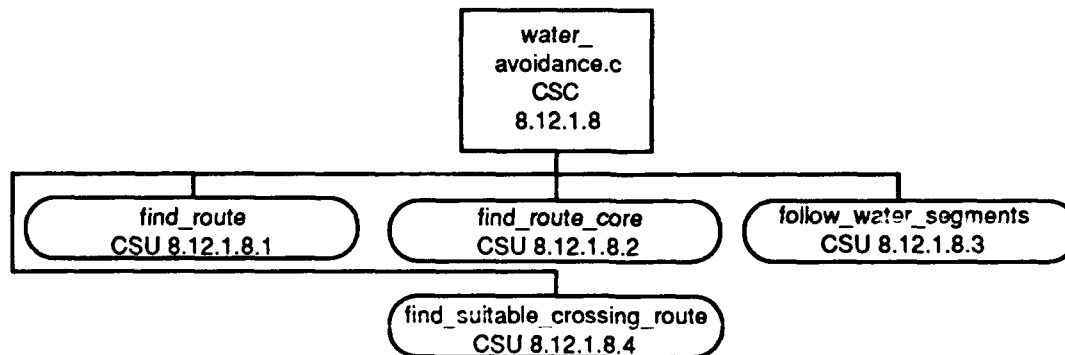 water_
avoidance.c
CSC
8.12.1.8
find_route
CSU 8.12.1.8.1
find_route_core
CSU 8.12.1.8.2
follow_water_segments
CSU 8.12.1.8.3
find_suitable_crossing_route
CSU 8.12.1.8.4